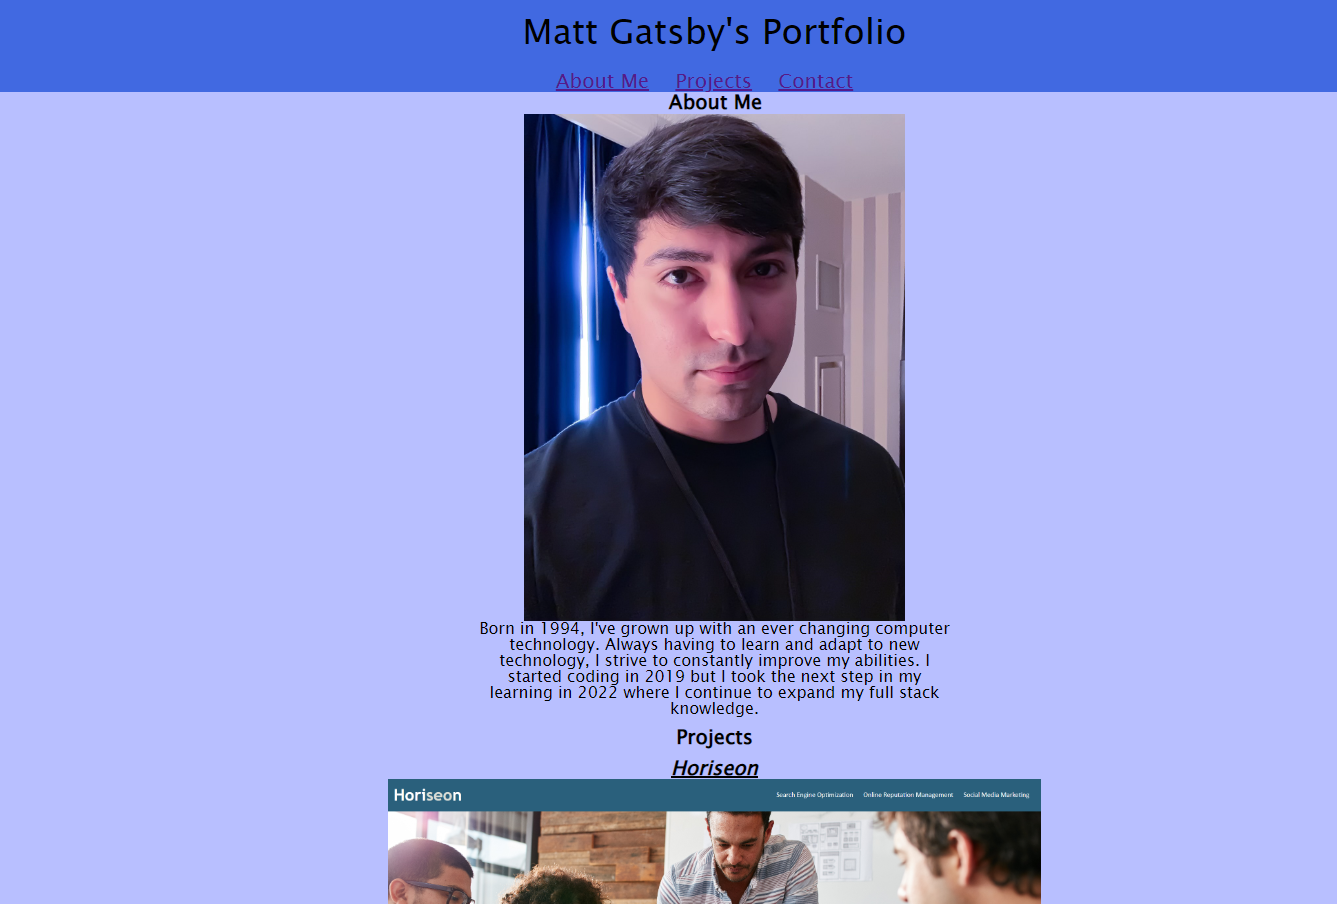 Matt Gatsby's Portfolio
About Me Projects Contact
About Me
Born in 1994, I've grown up with an ever changing computer
technology. Always having to learn and adapt to new
technology, I strive to constantly improve my abilities. I
started coding in 2019 but I took the next step in my
learning in 2022 where I continue to expand my full stack
knowledge.
Projects
Horiseon
Horiseon Search Engine Optimization Online Reputation Management Social Media Marketing